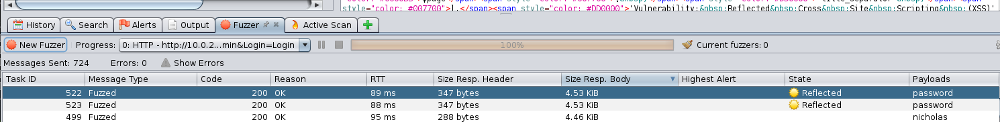 style="color: #007700">].</span><span style="color: #DD0000">'Vulnerability:&nbsp;Reflected&nbsp;Cross&nbsp;Site&nbsp;Scripting&nbsp;(XSS)'
History Search Alerts Output Fuzzer Active Scan
New Fuzzer Progress: 0: HTTP - http://10.0.2...min&Login=Login 100% Current fuzzers: 0
Messages Sent: 724 Errors: 0 Show Errors
Task ID Message Type Code Reason RTT Size Resp. Header Size Resp. Body Highest Alert State Payloads
522 Fuzzed 200 OK 89 ms 347 bytes 4.53 KiB Reflected password
523 Fuzzed 200 OK 88 ms 347 bytes 4.53 KiB Reflected password
499 Fuzzed 200 OK 95 ms 288 bytes 4.46 KiB nicholas